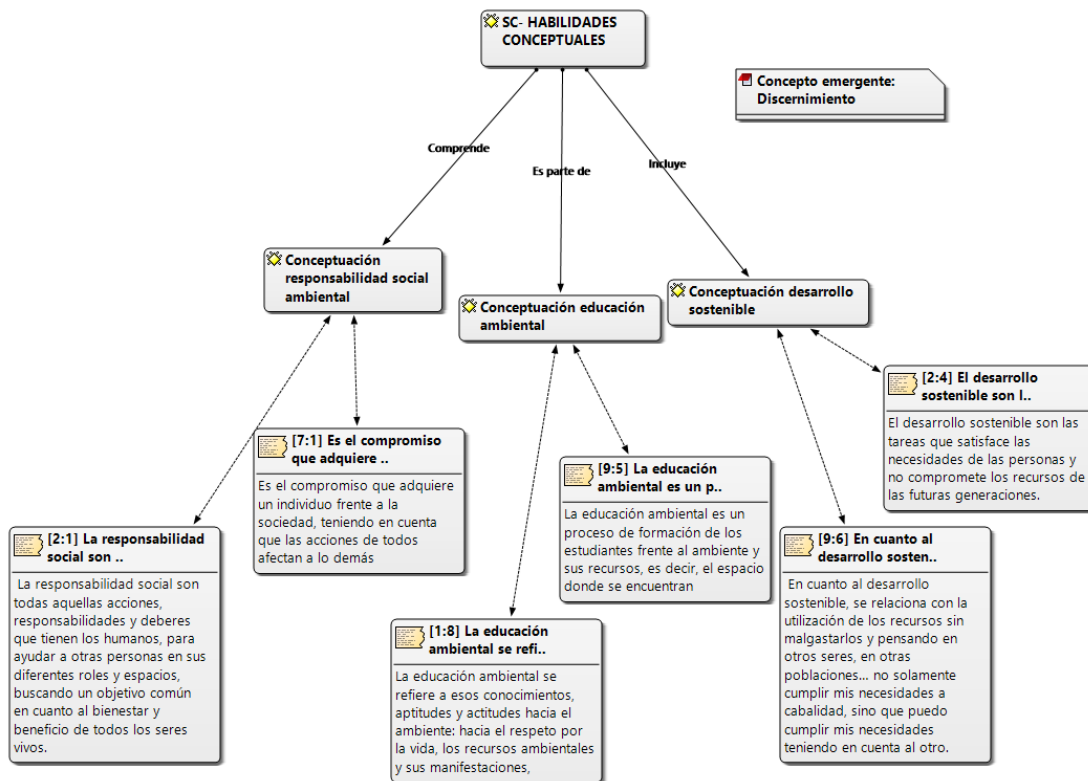 SC- HABILIDADES
CONCEPTUALES
Concepto emergente:
Discernimiento
Comprende
Es parte de
Incluye
Conceptuación
responsabilidad social
ambiental
Conceptuación educación
ambiental
Conceptuación desarrollo
sostenible
[2:4] El desarrollo
sostenible son l..
El desarrollo sostenible son las
tareas que satisface las
necesidades de las personas y
no compromete los recursos de
las futuras generaciones.
[7:1] Es el compromiso
que adquiere ..
Es el compromiso que adquiere
un individuo frente a la
sociedad, teniendo en cuenta
que las acciones de todos
afectan a lo demás
[9:5] La educación
ambiental es un p..
La educación ambiental es un
proceso de formación de los
estudiantes frente al ambiente y
sus recursos, es decir, el espacio
donde se encuentran
[2:1] La responsabilidad
social son ..
La responsabilidad social son
todas aquellas acciones,
responsabilidades y deberes
que tienen los humanos, para
ayudar a otras personas en sus
diferentes roles y espacios,
buscando un objetivo común
en cuanto al bienestar y
beneficio de todos los seres
vivos.
[9:6] En cuanto al
desarrollo sosten..
En cuanto al desarrollo
sostenible, se relaciona con la
utilización de los recursos sin
malgastarlos y pensando en
otros seres, en otras
poblaciones... no solamente
cumplir mis necesidades a
cabalidad, sino que puedo
cumplir mis necesidades
teniendo en cuenta al otro.
[1:8] La educación
ambiental se refi..
La educación ambiental se
refiere a esos conocimientos,
aptitudes y actitudes hacia el
ambiente: hacia el respeto por
la vida, los recursos ambientales
y sus manifestaciones,